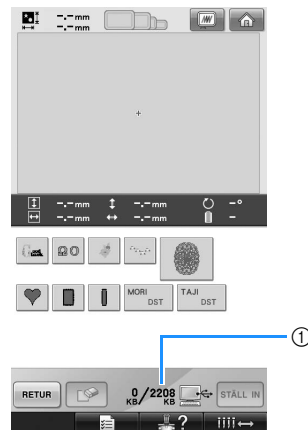 -.- mm
-.- mm
-.- mm -.- mm -°
-.- mm -.- mm -
MORI TAJI
DST DST
①
RETUR 0/2208 STÄLL IN
KB KB
?